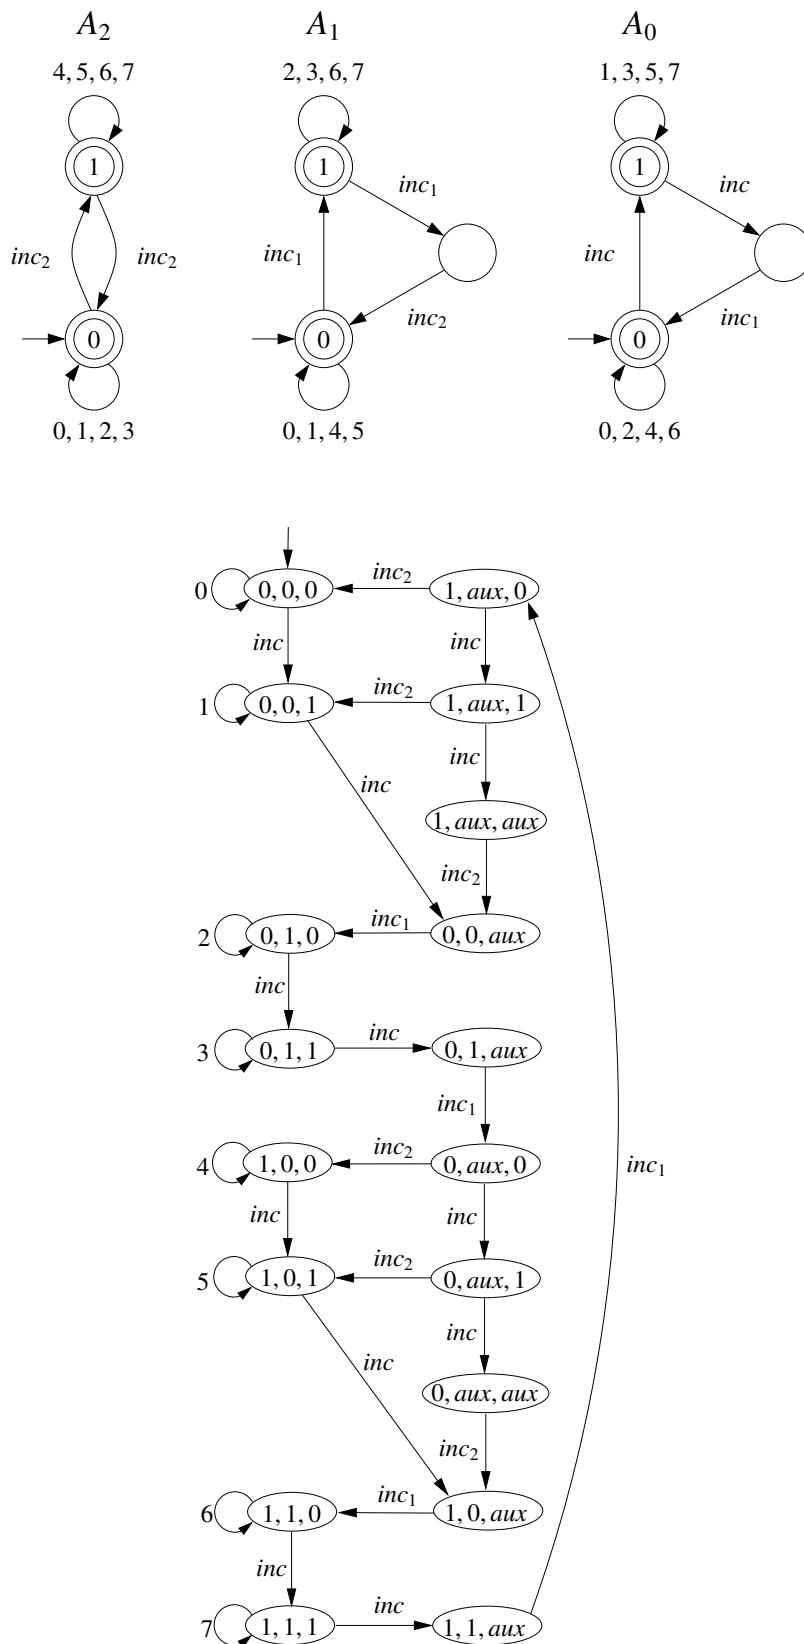 A2 A1 A0
4, 5, 6, 7 2, 3, 6, 7 1, 3, 5, 7
1 1 1
inc1 inc
inc2 inc2 inc1 inc
inc2 inc1
0 0 0
0, 1, 2, 3 0, 1, 4, 5 0, 2, 4, 6
0 0, 0, 0 inc2 1, aux, 0
inc inc
1 0, 0, 1 inc2 1, aux, 1
inc inc
1, aux, aux
inc2
2 0, 1, 0 inc1 0, 0, aux
inc
3 0, 1, 1 inc 0, 1, aux
inc1
4 1, 0, 0 inc2 0, aux, 0 inc1
inc inc
5 1, 0, 1 inc2 0, aux, 1
inc inc
0, aux, aux
inc2
6 1, 1, 0 inc1 1, 0, aux
inc
7 1, 1, 1 inc 1, 1, aux